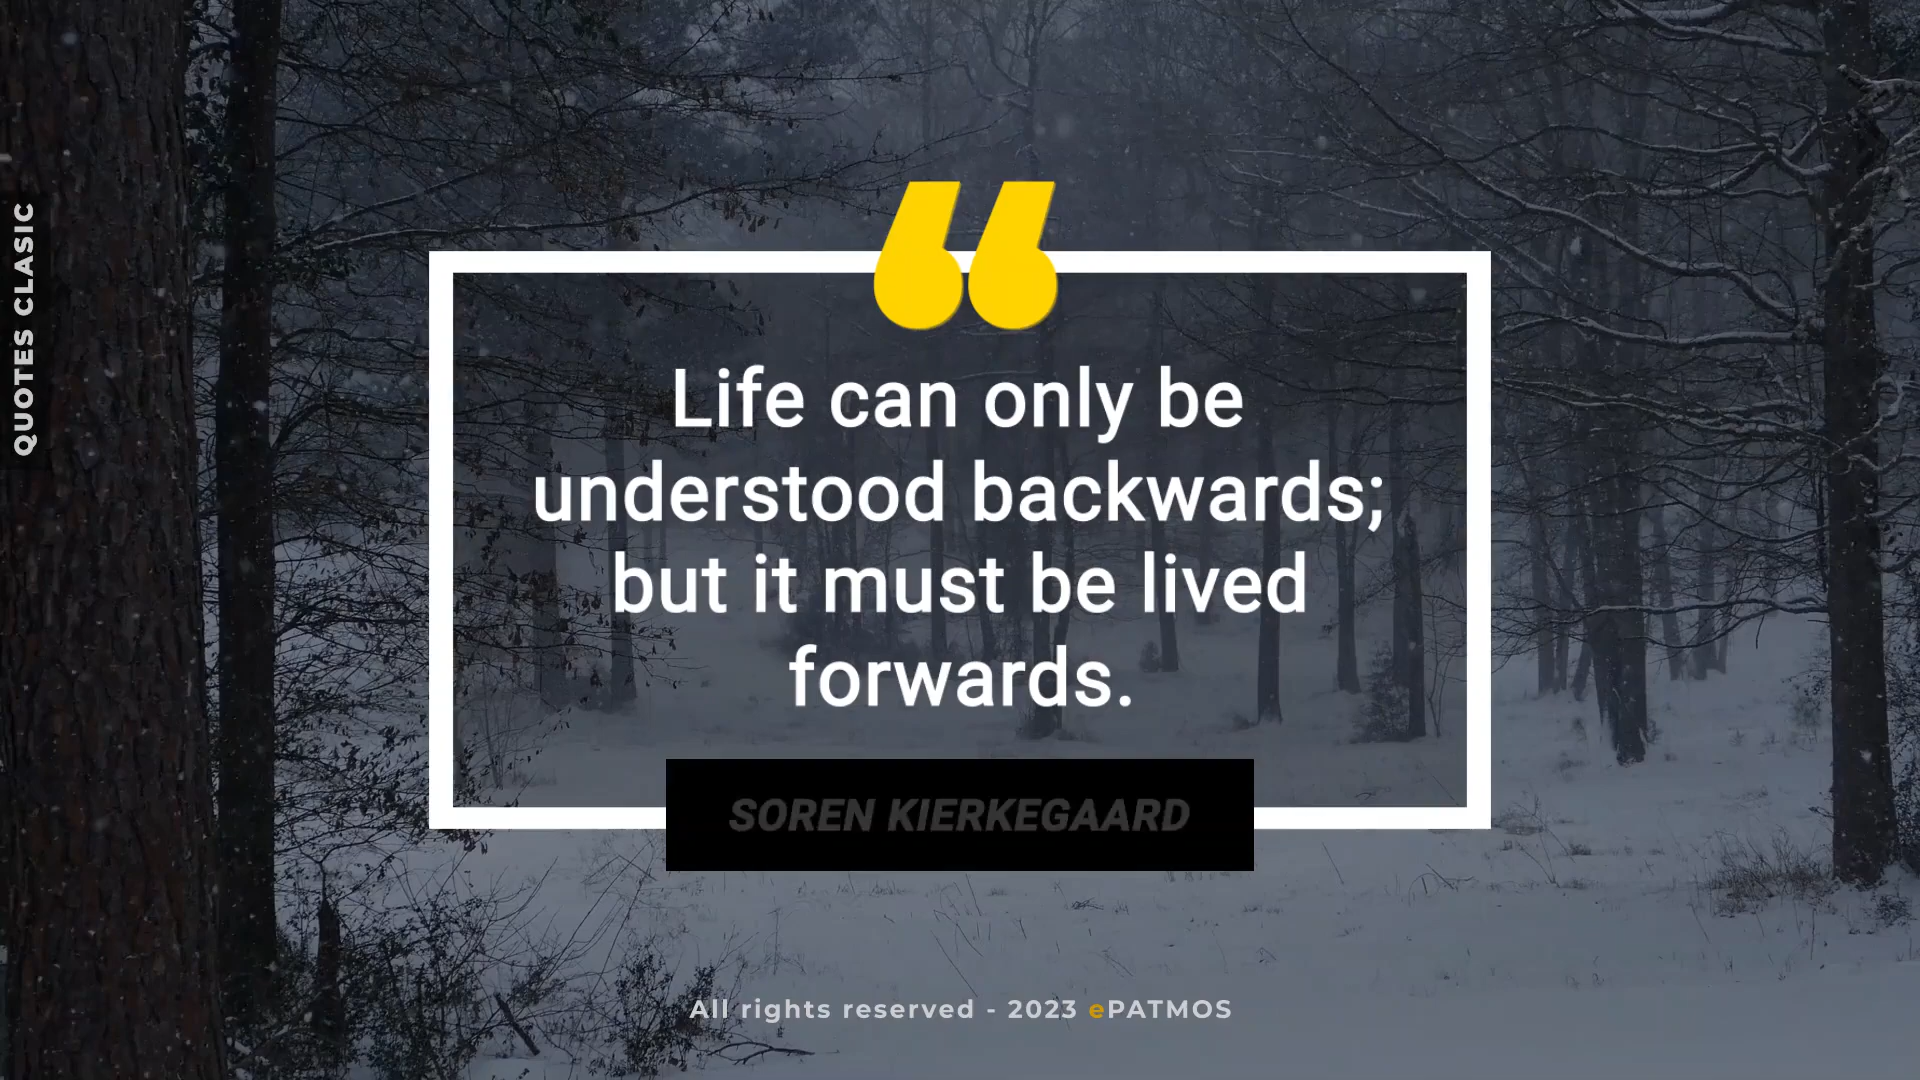 QUOTES CLASIC
Life can only be
understood backwards;
but it must be lived
forwards.
SOREN KIERKEGAARD
All rights reserved - 2023 ePATMOS